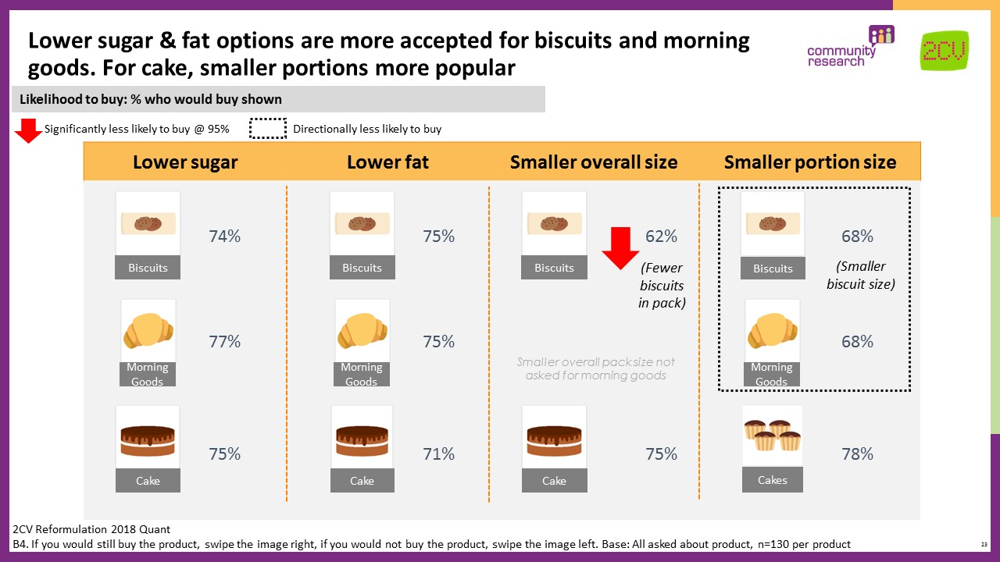 Lower sugar & fat options are more accepted for biscuits and morning
goods. For cake, smaller portions more popular
community
research
2CV
Likelihood to buy: % who would buy shown
Significantly less likely to buy @ 95%
Directionally less likely to buy
Lower sugar
Lower fat
Smaller overall size
Smaller portion size
74%
Biscuits
75%
Biscuits
62%
Biscuits
(Fewer
biscuits
in pack)
68%
Biscuits
(Smaller
biscuit size)
77%
Morning
Goods
75%
Morning
Goods
Smaller overall pack size not
asked for morning goods
68%
Morning
Goods
75%
Cake
71%
Cake
75%
Cake
78%
Cakes
2CV Reformulation 2018 Quant
B4. If you would still buy the product, swipe the image right, if you would not buy the product, swipe the image left. Base: All asked about product, n=130 per product
23